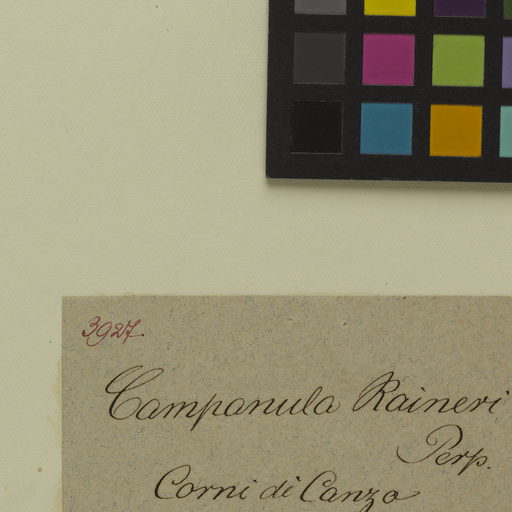 3927.
Campanula Raineri
Perp.
Corni di Canzo